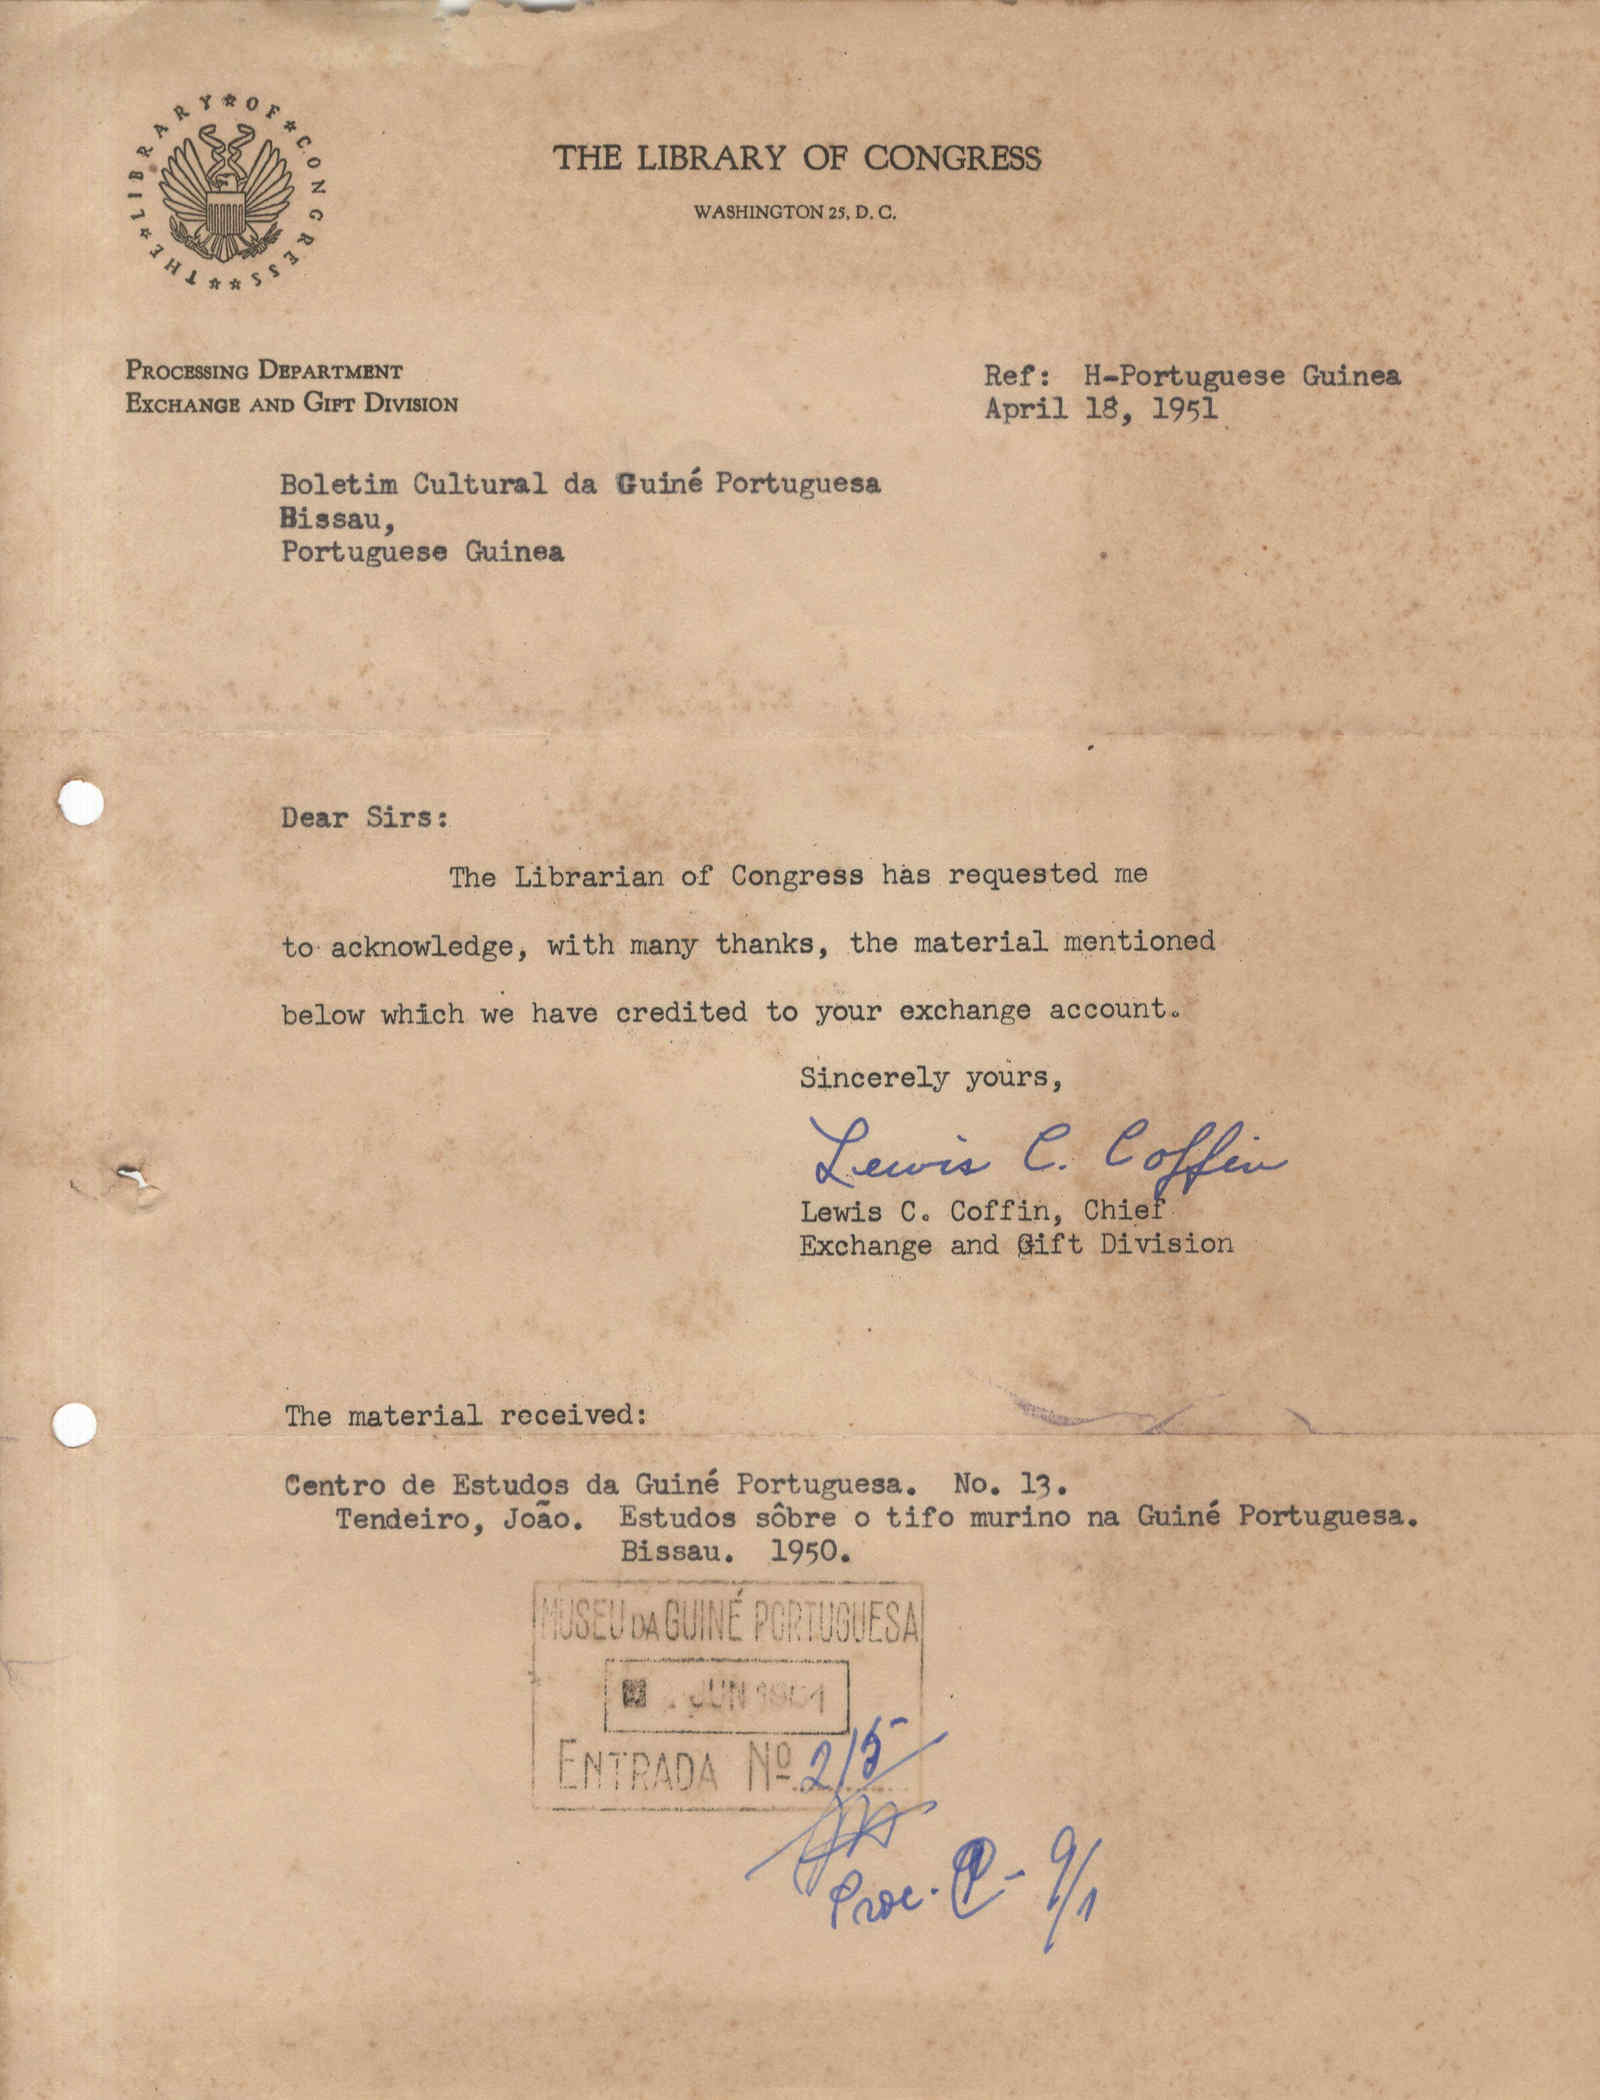 THE★LIBRARY★OF★CONGRESS★★
THE LIBRARY OF CONGRESS
WASHINGTON 25, D. C.
PROCESSING DEPARTMENT
EXCHANGE AND GIFT DIVISION
Ref: H-Portuguese Guinea
April 18, 1951
Boletim Cultural da Guiné Portuguesa
Bissau,
Portuguese Guinea
Dear Sirs:
The Librarian of Congress has requested me
to acknowledge, with many thanks, the material mentioned
below which we have credited to your exchange account.
Sincerely yours,
Lewis C. Coffin
Lewis C. Coffin, Chief
Exchange and Gift Division
The material received:
Centro de Estudos da Guiné Portuguesa. No. 13.
Tendeiro, João. Estudos sôbre o tifo murino na Guiné Portuguesa.
Bissau. 1950.
MUSEU DA GUINÉ PORTUGUESA
JUN 1951
ENTRADA Nº 215
Proc. P - 9/1